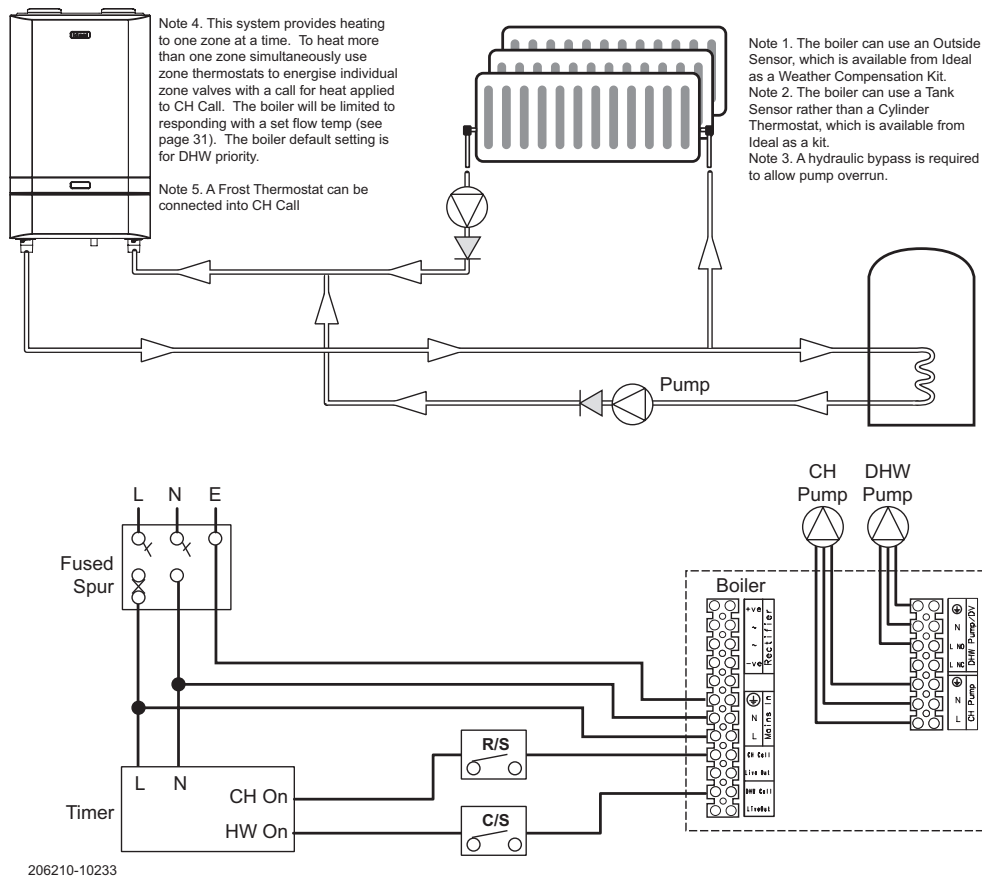 Note 4. This system provides heating
to one zone at a time. To heat more
than one zone simultaneously use
zone thermostats to energise individual
zone valves with a call for heat applied
to CH Call. The boiler will be limited to
responding with a set flow temp (see
page 31). The boiler default setting is
for DHW priority.
Note 5. A Frost Thermostat can be
connected into CH Call
Note 1. The boiler can use an Outside
Sensor, which is available from Ideal
as a Weather Compensation Kit.
Note 2. The boiler can use a Tank
Sensor rather than a Cylinder
Thermostat, which is available from
Ideal as a kit.
Note 3. A hydraulic bypass is required
to allow pump overrun.
Pump
CH
Pump
DHW
Pump
L N E
Fused
Spur
Boiler
+ve
~
~
-ve
Rectifier
N
L
Mains In
CH Call
Live Out
DHW Call
LiveOut
N
L NO
L NC
DHW Pump/DV
N
L
CH Pump
R/S
C/S
L N
Timer
CH On
HW On
206210-10233